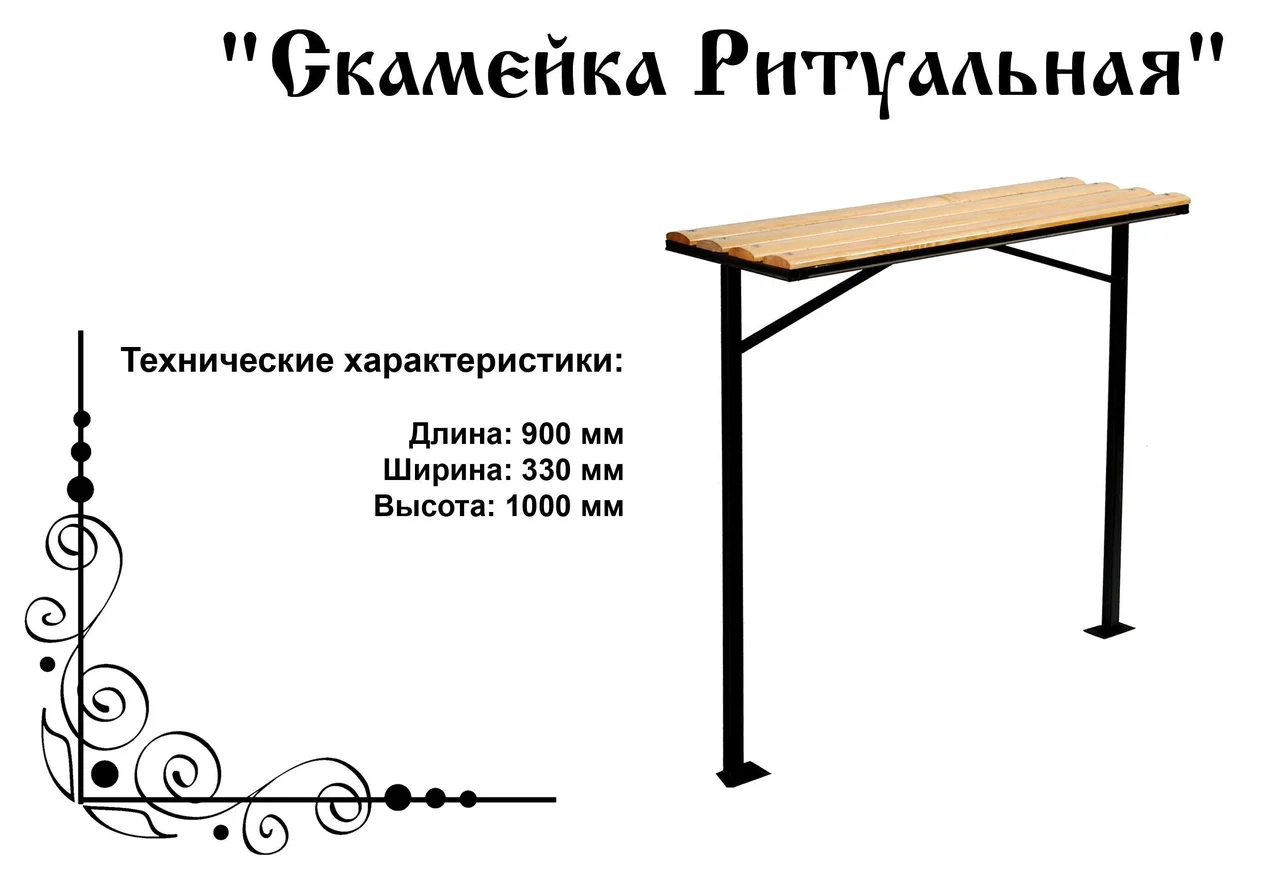 "Скамейка Ритуальная"
Технические характеристики:
Длина: 900 мм
Ширина: 330 мм
Высота: 1000 мм